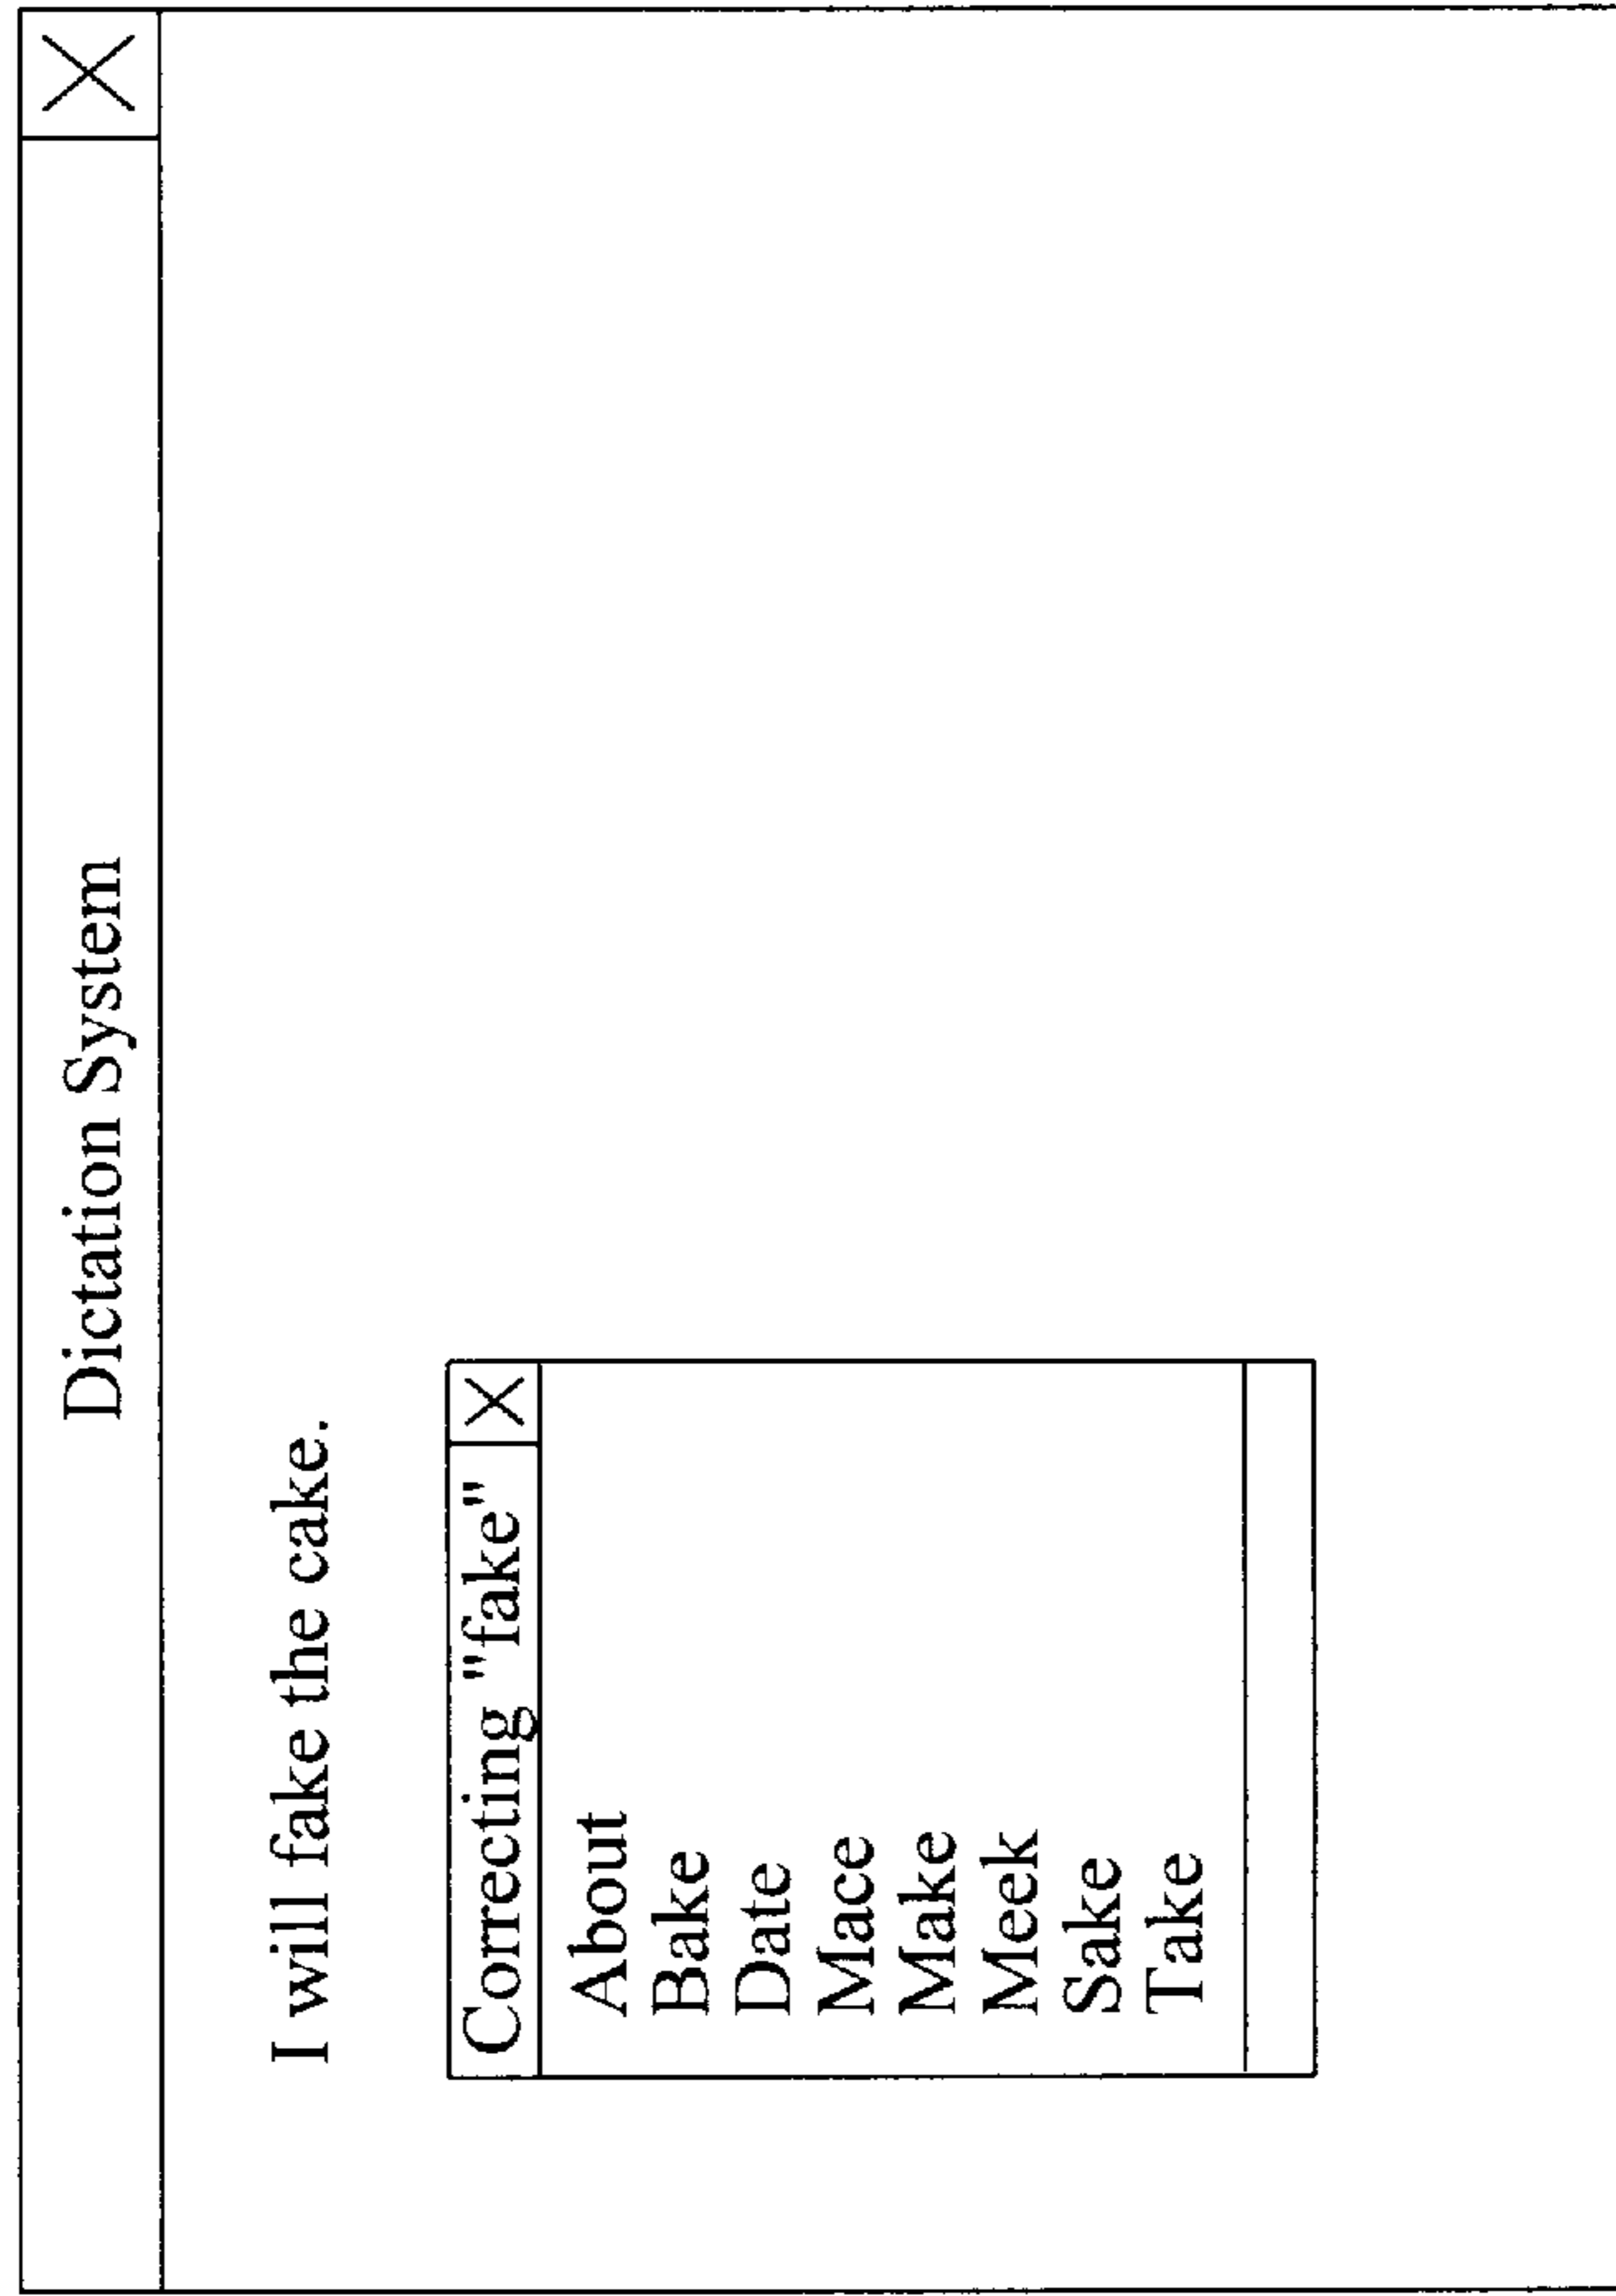 Dictation System
I will fake the cake.
Correcting "fake"
About
Bake
Date
Mace
Make
Meek
Sake
Take